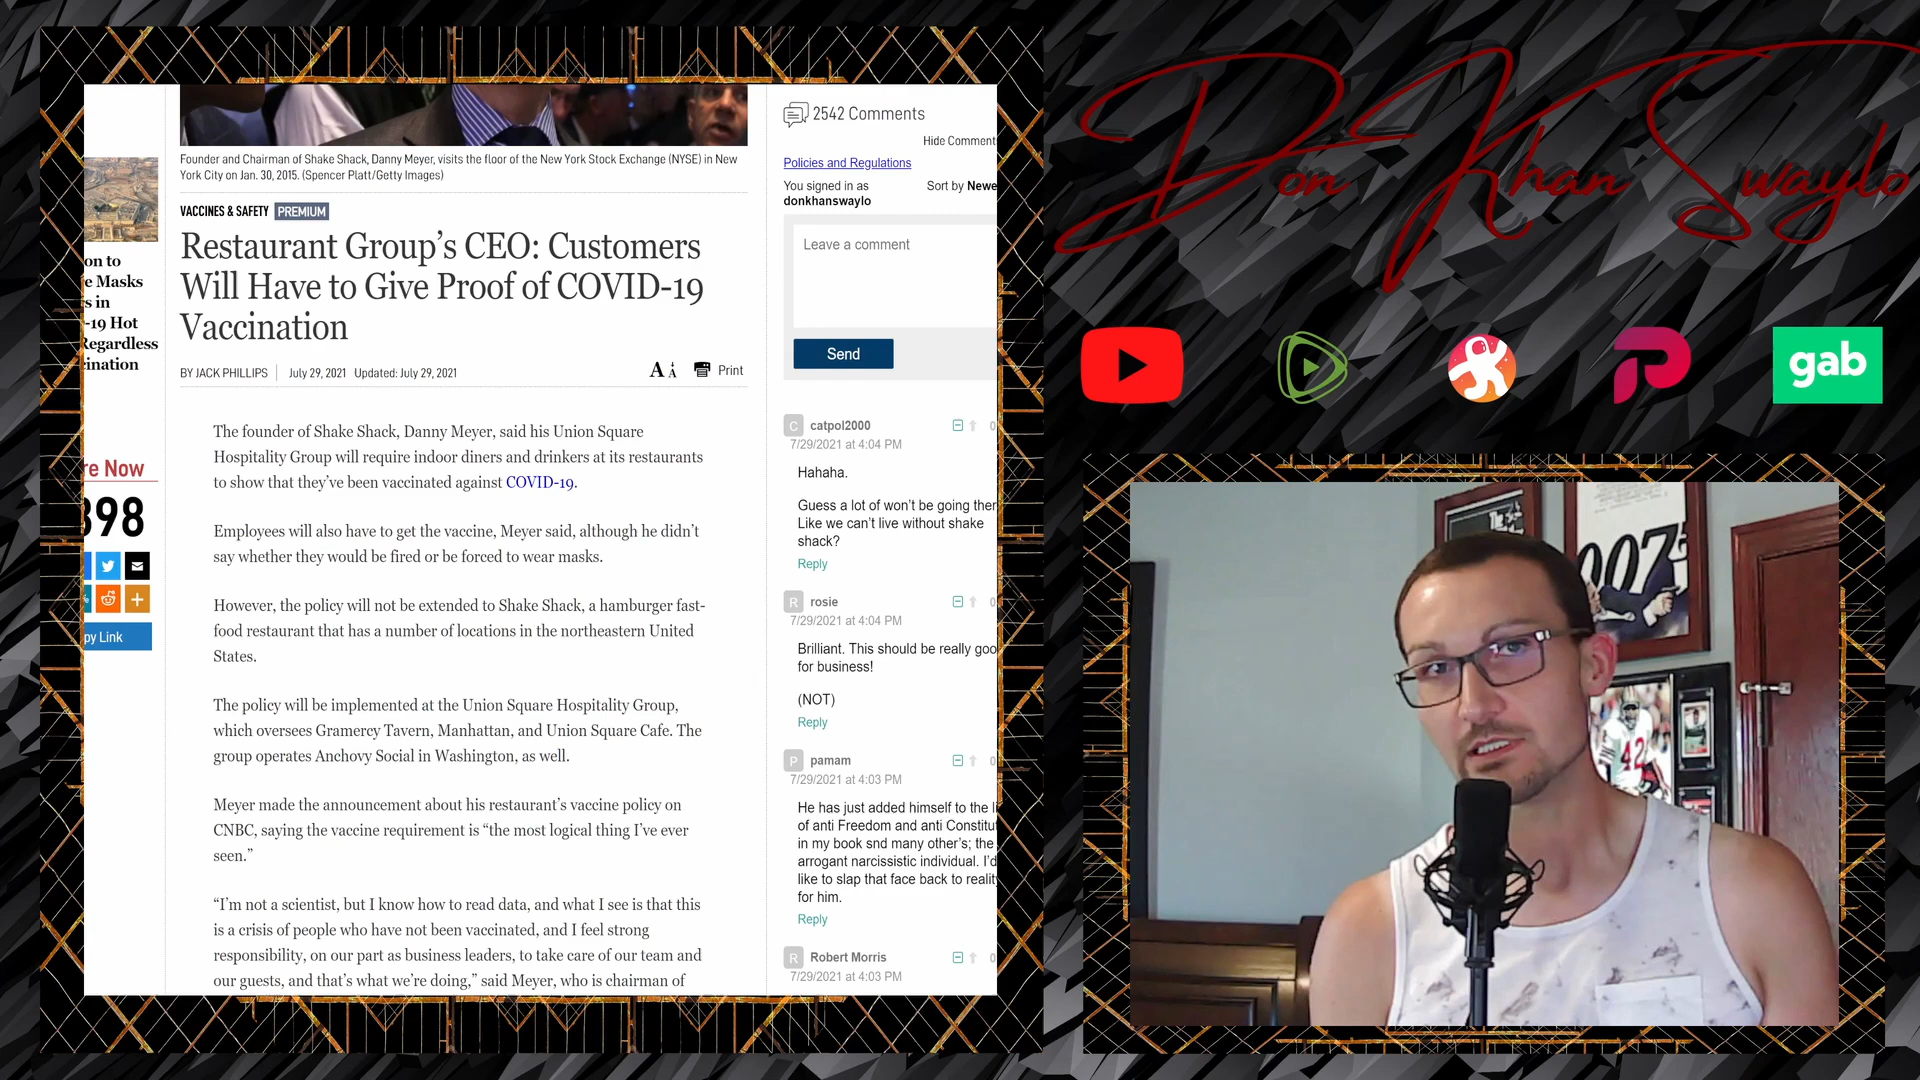 on to
e Masks
s in
-19 Hot
Regardless
ination
re Now
898
py Link
Founder and Chairman of Shake Shack, Danny Meyer, visits the floor of the New York Stock Exchange (NYSE) in New
York City on Jan. 30, 2015. (Spencer Platt/Getty Images)
VACCINES & SAFETY PREMIUM
Restaurant Group’s CEO: Customers
Will Have to Give Proof of COVID-19
Vaccination
BY JACK PHILLIPS July 29, 2021 Updated: July 29, 2021 A A Print
The founder of Shake Shack, Danny Meyer, said his Union Square
Hospitality Group will require indoor diners and drinkers at its restaurants
to show that they’ve been vaccinated against COVID-19.
Employees will also have to get the vaccine, Meyer said, although he didn’t
say whether they would be fired or be forced to wear masks.
However, the policy will not be extended to Shake Shack, a hamburger fast-
food restaurant that has a number of locations in the northeastern United
States.
The policy will be implemented at the Union Square Hospitality Group,
which oversees Gramercy Tavern, Manhattan, and Union Square Cafe. The
group operates Anchovy Social in Washington, as well.
Meyer made the announcement about his restaurant’s vaccine policy on
CNBC, saying the vaccine requirement is “the most logical thing I’ve ever
seen.”
“I’m not a scientist, but I know how to read data, and what I see is that this
is a crisis of people who have not been vaccinated, and I feel strong
responsibility, on our part as business leaders, to take care of our team and
our guests, and that’s what we’re doing,” said Meyer, who is chairman of
2542 Comments
Hide Comment
Policies and Regulations
You signed in as
donkhanswaylo
Sort by Newe
Leave a comment
Send
C catpol2000 0
7/29/2021 at 4:04 PM
Hahaha.
Guess a lot of won’t be going ther
Like we can’t live without shake
shack?
Reply
R rosie 0
7/29/2021 at 4:04 PM
Brilliant. This should be really goo
for business!
(NOT)
Reply
P pamam 0
7/29/2021 at 4:03 PM
He has just added himself to the li
of anti Freedom and anti Constitut
in my book snd many other’s; the
arrogant narcissistic individual. I’d
like to slap that face back to reality
for him.
Reply
R Robert Morris 0
7/29/2021 at 4:03 PM
Don Khan Swaylo
gab
007
42